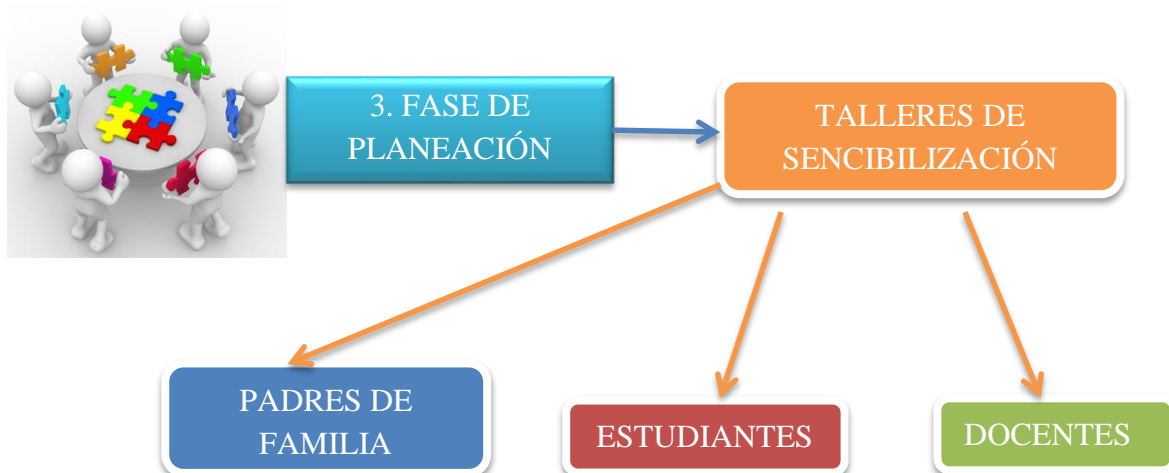 3. FASE DE
PLANEACIÓN
TALLERES DE
SENCIBILIZACIÓN
PADRES DE
FAMILIA
ESTUDIANTES
DOCENTES